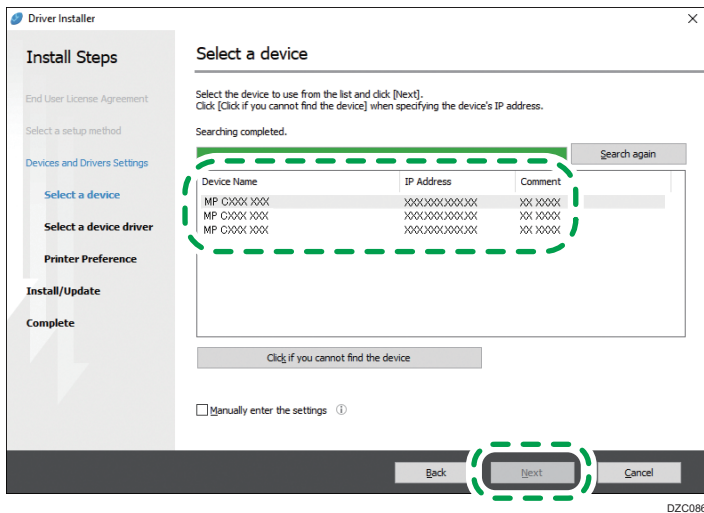 Driver Installer
Install Steps
End User License Agreement
Select a setup method
Devices and Drivers Settings
Select a device
Select a device driver
Printer Preference
Install/Update
Complete
Select a device
Select the device to use from the list and click [Next].
Click [Click if you cannot find the device] when specifying the device's IP address.
Searching completed.
Search again
Device Name IP Address Comment
MP CXXX XXX XXX.XXX.XXX.XX XX XXXX
MP CXXX XXX XXX.XXX.XXX.XX XX XXXX
MP CXXX XXX XXX.XXX.XXX.XX XX XXXX
Click if you cannot find the device
Manually enter the settings
Back Next Cancel
DZC086